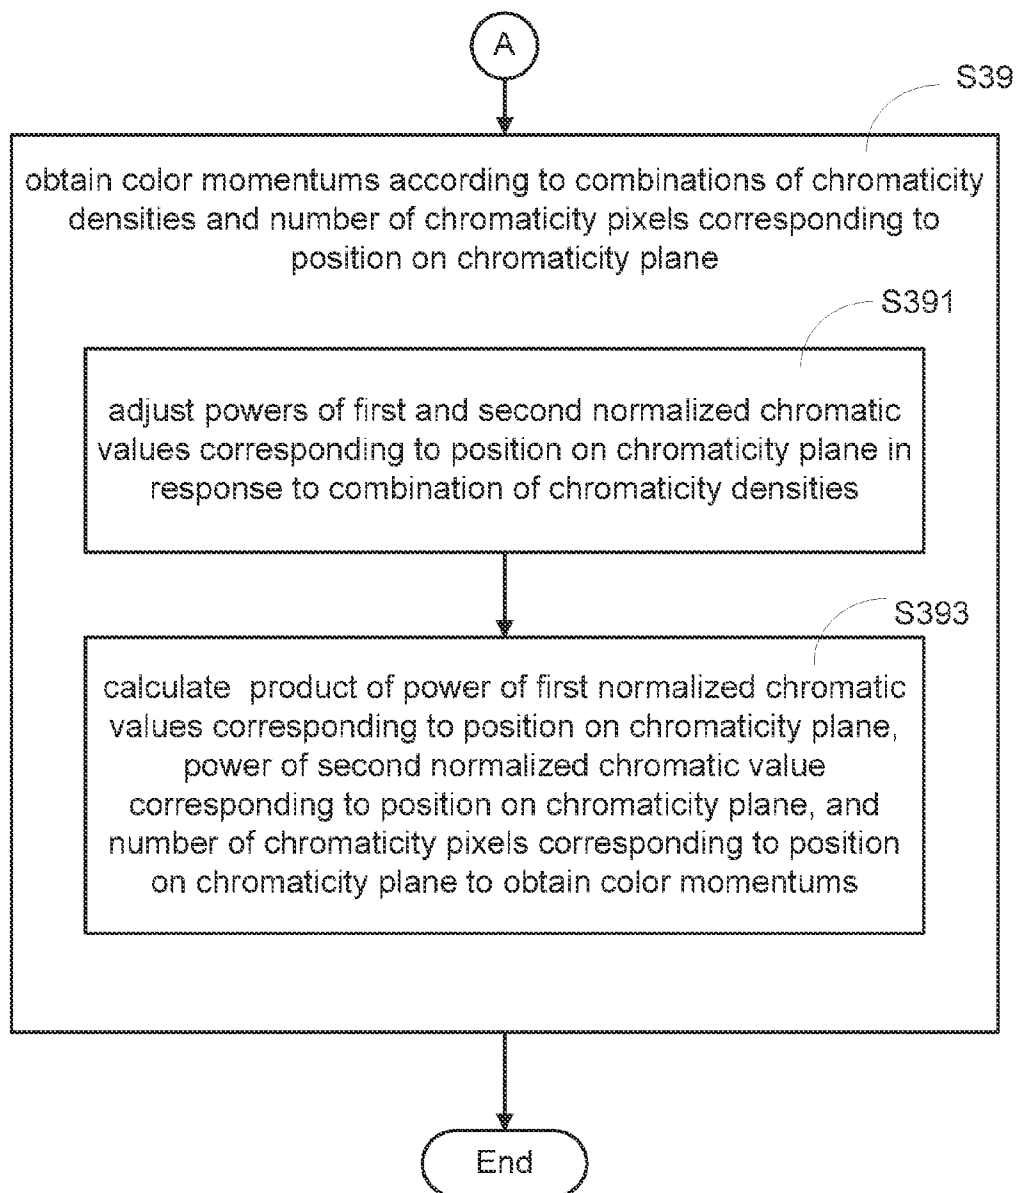 A
S39
obtain color momentums according to combinations of chromaticity
densities and number of chromaticity pixels corresponding to
position on chromaticity plane
S391
adjust powers of first and second normalized chromatic
values corresponding to position on chromaticity plane in
response to combination of chromaticity densities
S393
calculate product of power of first normalized chromatic
values corresponding to position on chromaticity plane,
power of second normalized chromatic value
corresponding to position on chromaticity plane, and
number of chromaticity pixels corresponding to position
on chromaticity plane to obtain color momentums
End